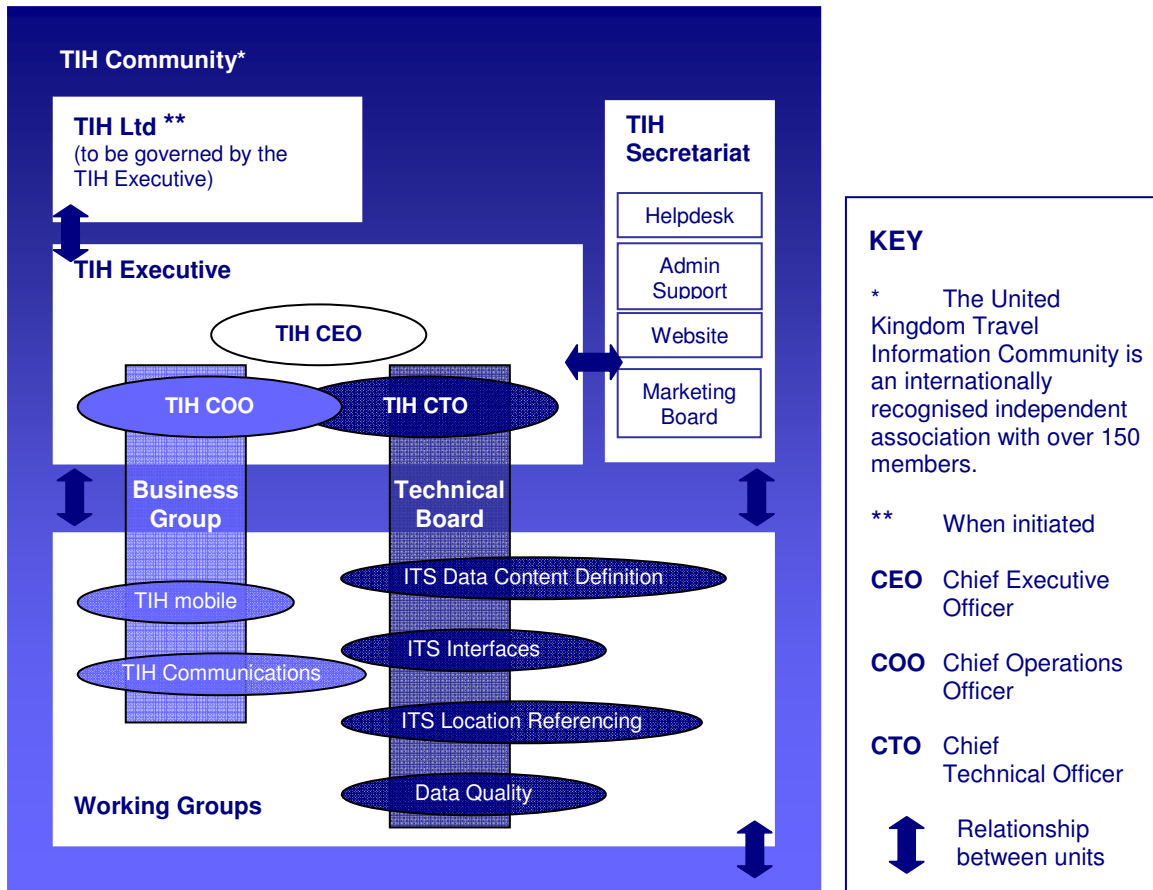 TIH Community*
TIH Ltd **
(to be governed by the
TIH Executive)
TIH
Secretariat
Helpdesk
Admin
Support
Website
Marketing
Board
TIH Executive
TIH CEO
TIH COO
TIH CTO
Business
Group
Technical
Board
TIH mobile
TIH Communications
ITS Data Content Definition
ITS Interfaces
ITS Location Referencing
Data Quality
Working Groups
KEY
* The United
Kingdom Travel
Information Community is
an internationally
recognised independent
association with over 150
members.
** When initiated
CEO Chief Executive
Officer
COO Chief Operations
Officer
CTO Chief
Technical Officer
Relationship
between units